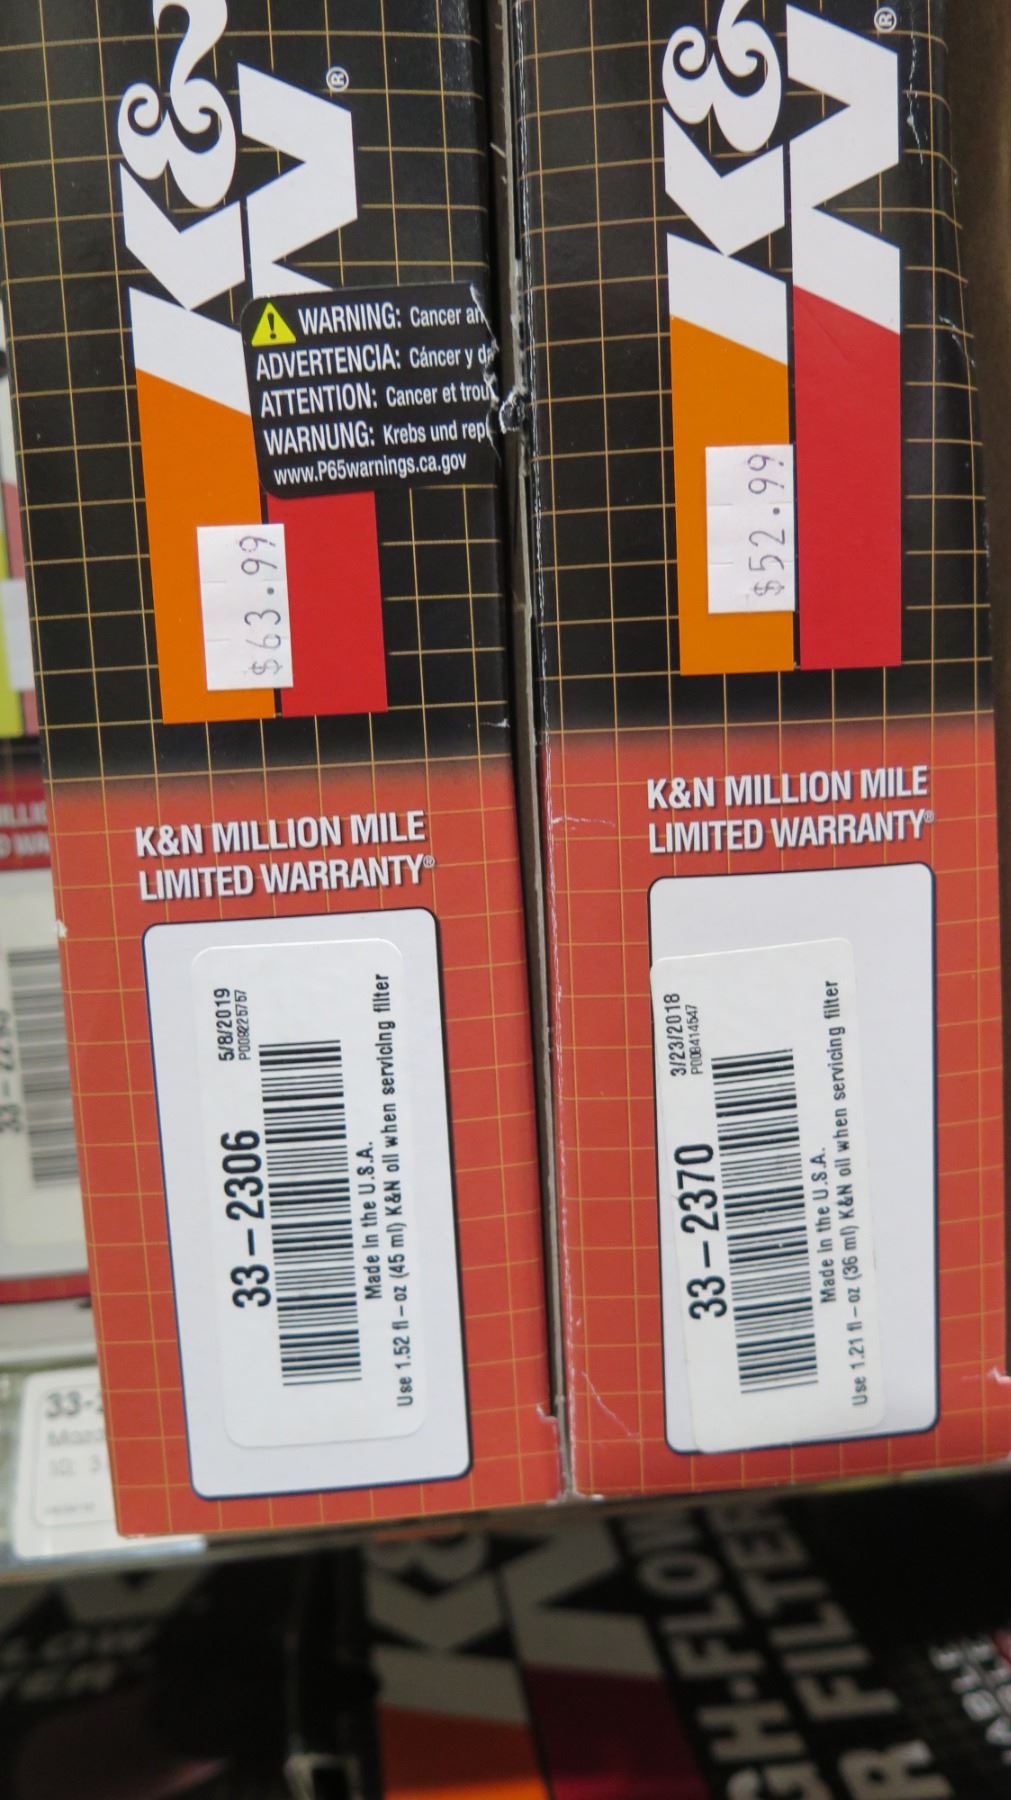 K&N®
WARNING: Cancer
ADVERTENCIA: Cáncer y
ATTENTION: Cancer et
WARNUNG: Krebs und
www.P65warnings.ca.gov
$63.99
K&N MILLION MILE
LIMITED WARRANTY®
5/8/2019
33-2306
Made in the U.S.A.
Use 1.52 fl-oz (45 ml) K&N oil when servicing filter
K&N®
$52.99
K&N MILLION MILE
LIMITED WARRANTY®
3/23/2018
33-2370
Made in the U.S.A.
Use 1.21 fl-oz (36 ml) K&N oil when servicing filter